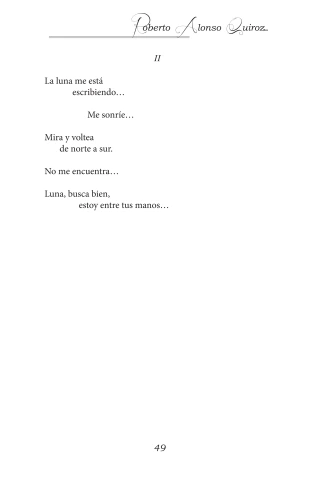 Roberto Alonso Quiroz.
II
La luna me está
escribiendo…
Me sonríe…
Mira y voltea
de norte a sur.
No me encuentra…
Luna, busca bien,
estoy entre tus manos…
49